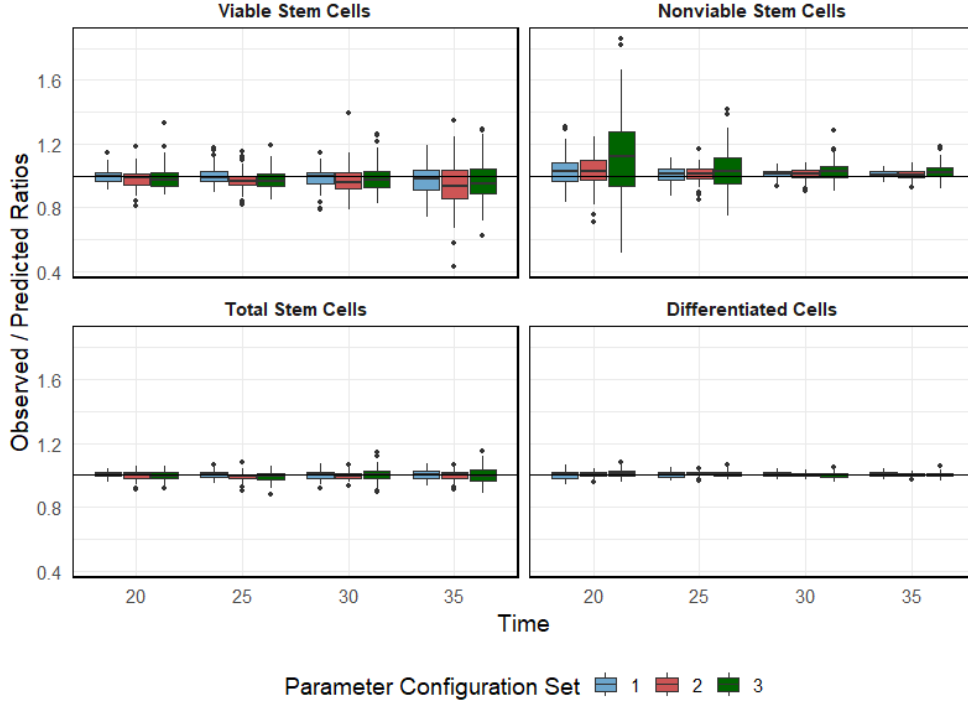 Viable Stem Cells
Nonviable Stem Cells
Observed / Predicted Ratios
1.6
1.2
0.8
0.4
Total Stem Cells
Differentiated Cells
1.6
1.2
0.8
0.4
20 25 30 35 20 25 30 35
Time
Parameter Configuration Set 1 2 3